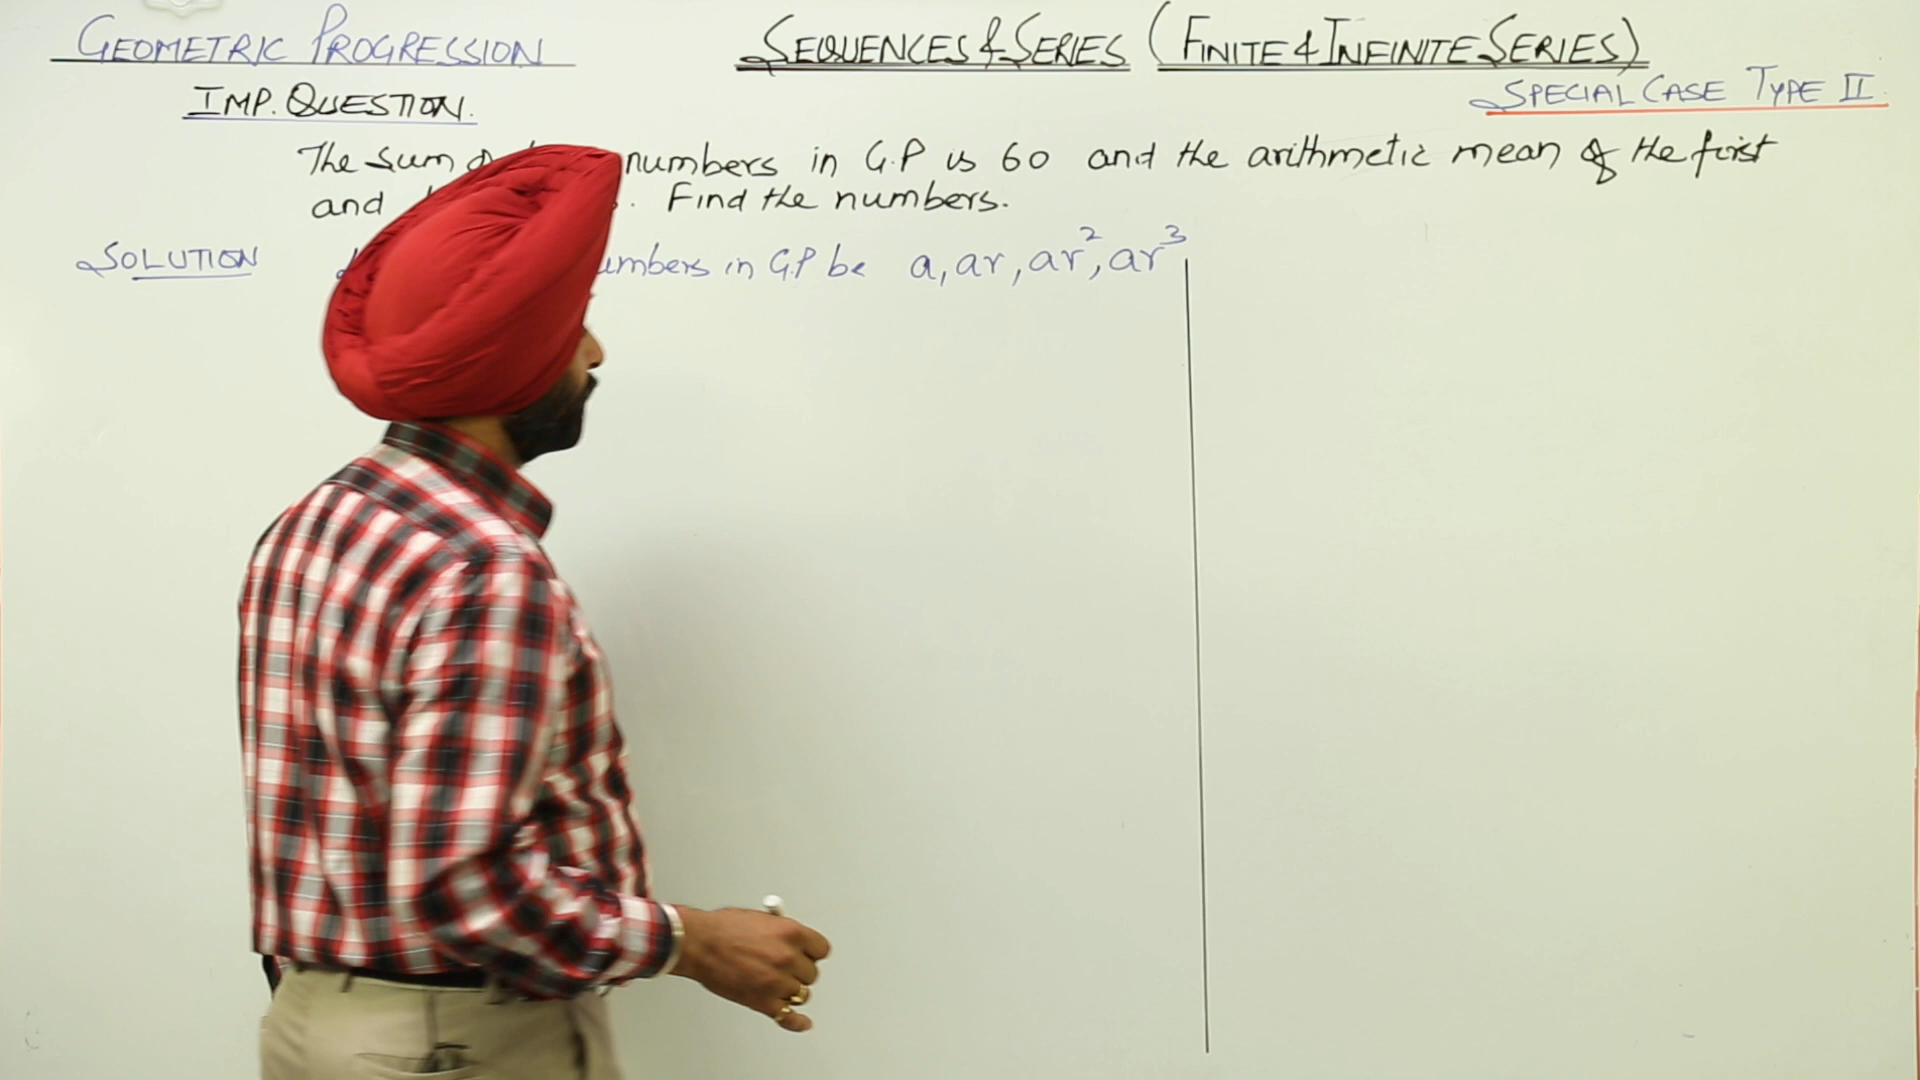 GEOMETRIC PROGRESSION
SEQUENCES & SERIES (FINITE & INFINITE SERIES)
IMP. QUESTION.
SPECIAL CASE TYPE II
The Sum numbers in G.P is 60 and the arithmetic mean of the first
and . Find the numbers.
SOLUTION umbers in G.P be a, ar, ar², ar³